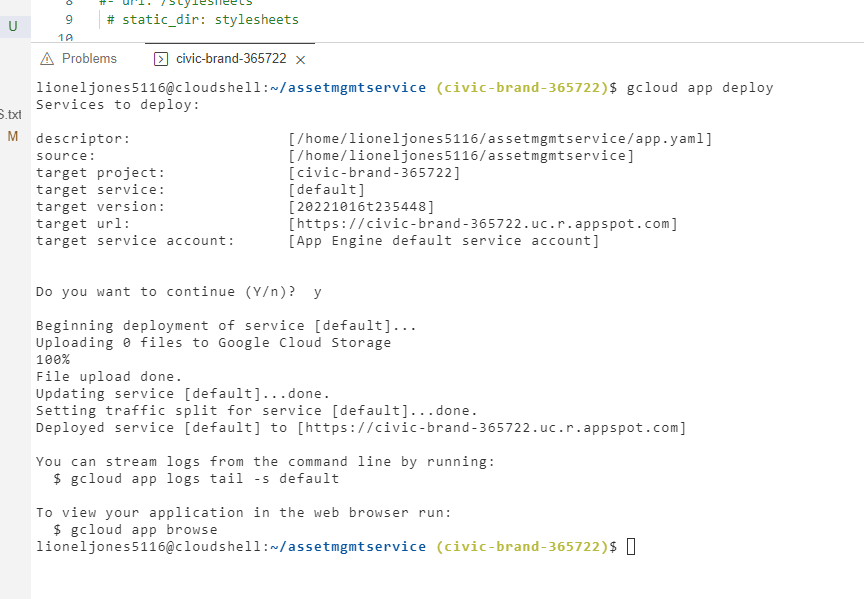 8 #- url: /stylesheets
9 # static_dir: stylesheets
10
U
Problems civic-brand-365722
lioneljones5116@cloudshell:~/assetmgmtservice (civic-brand-365722)$ gcloud app deploy
Services to deploy:
S.txt
M
descriptor: [/home/lioneljones5116/assetmgmtservice/app.yaml]
source: [/home/lioneljones5116/assetmgmtservice]
target project: [civic-brand-365722]
target service: [default]
target version: [20221016t235448]
target url: [https://civic-brand-365722.uc.r.appspot.com]
target service account: [App Engine default service account]
Do you want to continue (Y/n)? y
Beginning deployment of service [default]...
Uploading 0 files to Google Cloud Storage
100%
File upload done.
Updating service [default]...done.
Setting traffic split for service [default]...done.
Deployed service [default] to [https://civic-brand-365722.uc.r.appspot.com]
You can stream logs from the command line by running:
$ gcloud app logs tail -s default
To view your application in the web browser run:
$ gcloud app browse
lioneljones5116@cloudshell:~/assetmgmtservice (civic-brand-365722)$